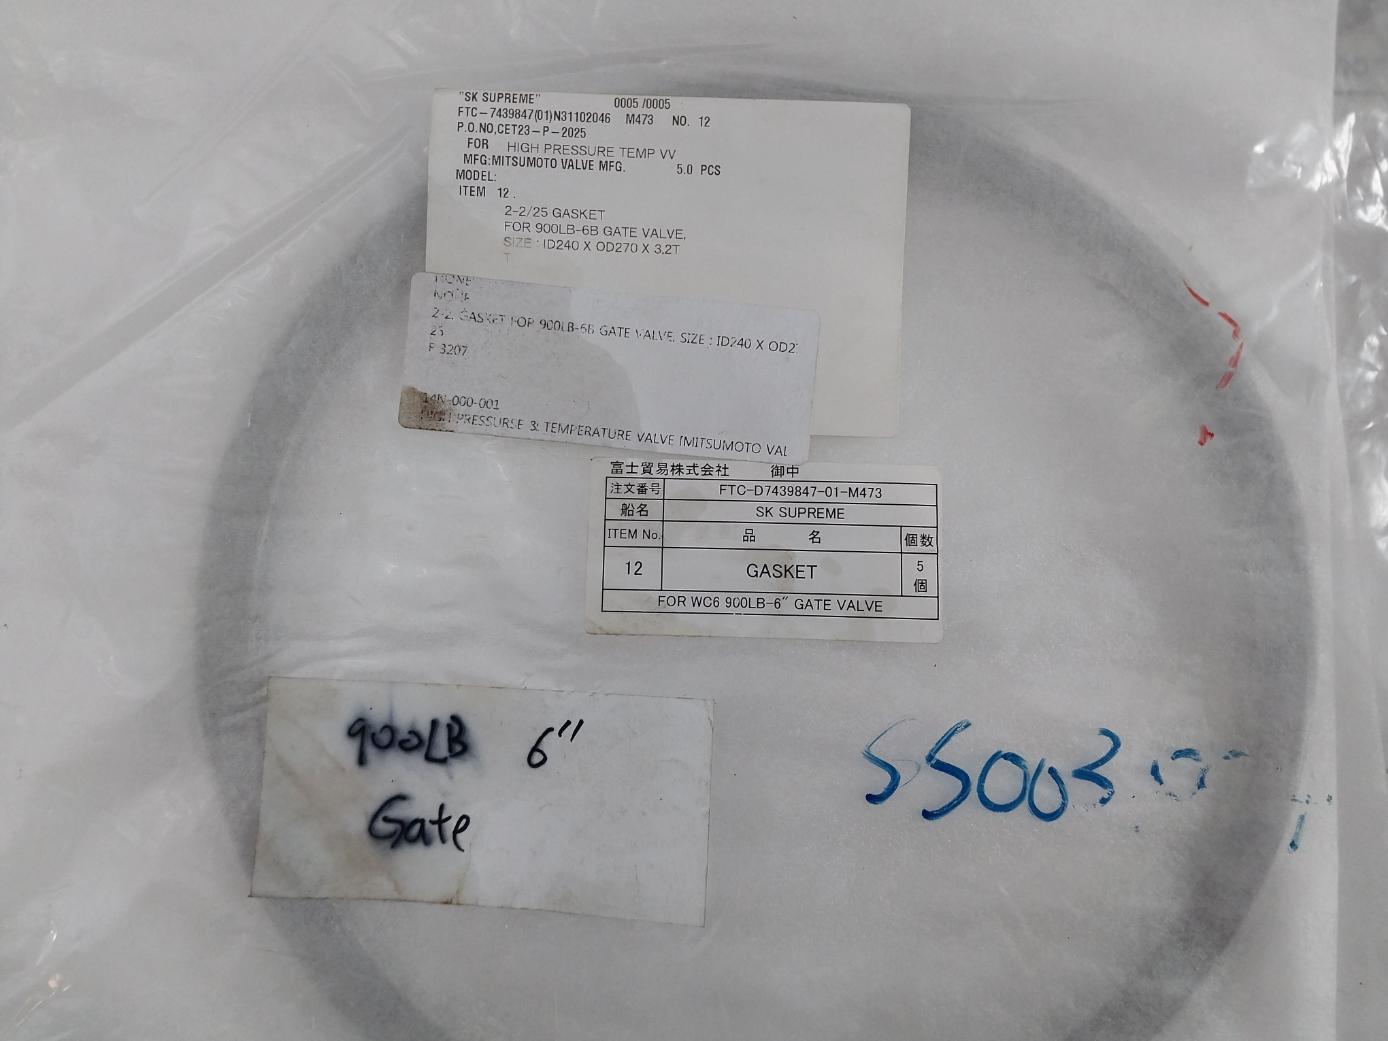 "SK SUPREME" 0005 /0005
FTC-7439847(01)N31102046 M473 NO. 12
P.O.NO,CET23-P-2025
FOR HIGH PRESSURE TEMP VV
MFG:MITSUMOTO VALVE MFG. 5.0 PCS
MODEL:
ITEM 12 .
2-2/25 GASKET
FOR 900LB-6B GATE VALVE,
SIZE : ID240 X OD270 X 3.2T
T
NONE
2-2, GASKET FOR 900LB-6B GATE VALVE, SIZE : ID240 X OD2
25
F 3207
14N-000-001
HIGH PRESSURSE & TEMPERATURE VALVE (MITSUMOTO VAL
富士貿易株式会社 御中
注文番号 FTC-D7439847-01-M473
船名 SK SUPREME
ITEM No. 品 名 個数
12 GASKET 5
個
FOR WC6 900LB-6″ GATE VALVE
900LB 6"
Gate
SS003